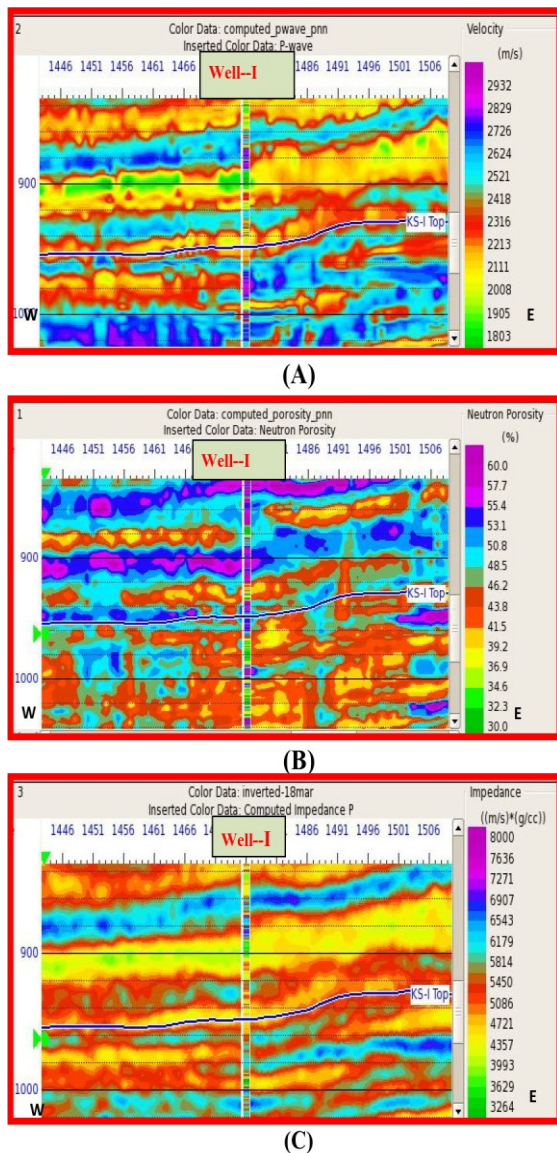 2
Color Data: computed_pwave_pnn
Inserted Color Data: P-wave
Velocity
(m/s)
1446 1451 1456 1461 1466 1486 1491 1501 1506
Well--I
2932
2829
2726
2624
2521
2418
2316
2213
2111
2008
1905
1803
900
KS-I Top
W
E
(A)
1
Color Data: computed_porosity_pnn
Inserted Color Data: Neutron Porosity
Neutron Porosity
(%)
1446 1451 1456 1461 1466 1486 1491 1501 1506
Well--I
60.0
57.7
55.4
53.1
50.8
48.5
46.2
43.8
41.5
39.2
36.9
34.6
32.3
30.0
900
KS-I Top
1000
W
E
(B)
3
Color Data: inverted-18mar
Inserted Color Data: Computed Impedance P
Impedance
((m/s)*(g/cc))
1446 1451 1456 1461 1466 1486 1491 1501 1506
Well--I
8000
7636
7271
6907
6543
6179
5814
5450
5086
4721
4357
3993
3629
3264
900
KS-I Top
1000
W
E
(C)